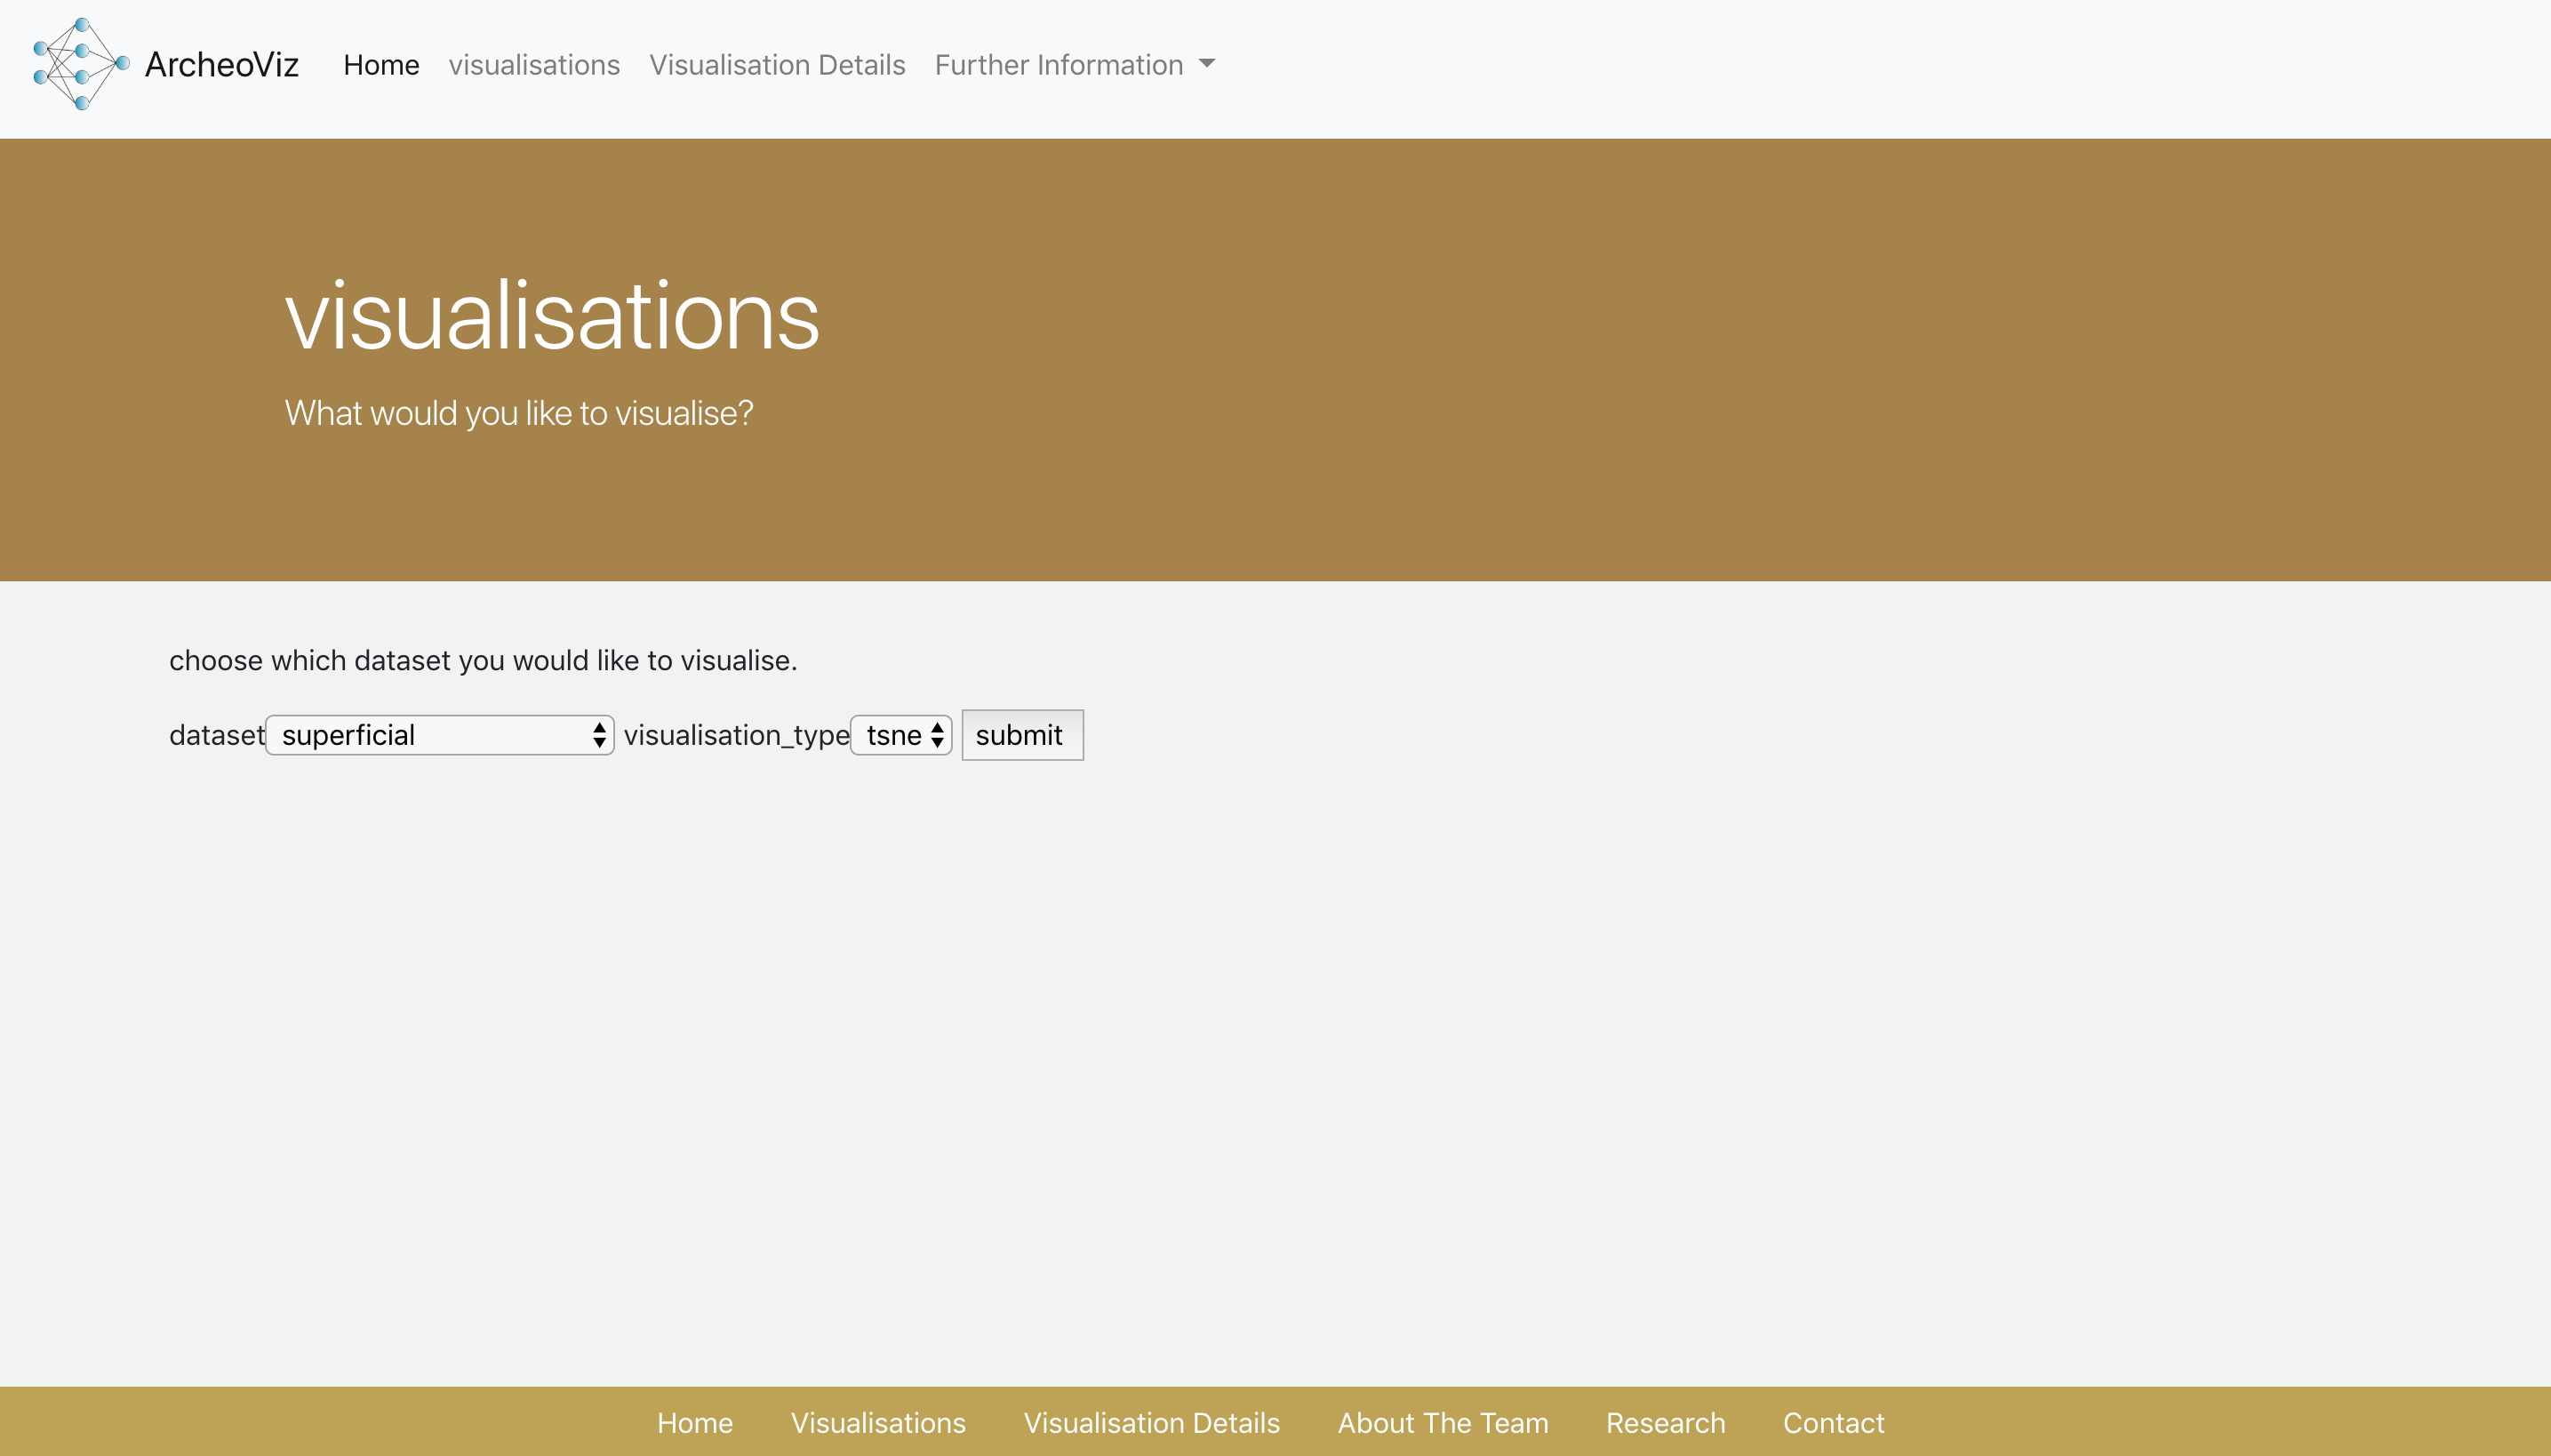 ArcheoViz Home visualisations Visualisation Details Further Information
visualisations
What would you like to visualise?
choose which dataset you would like to visualise.
dataset superficial visualisation_type tsne submit
Home Visualisations Visualisation Details About The Team Research Contact